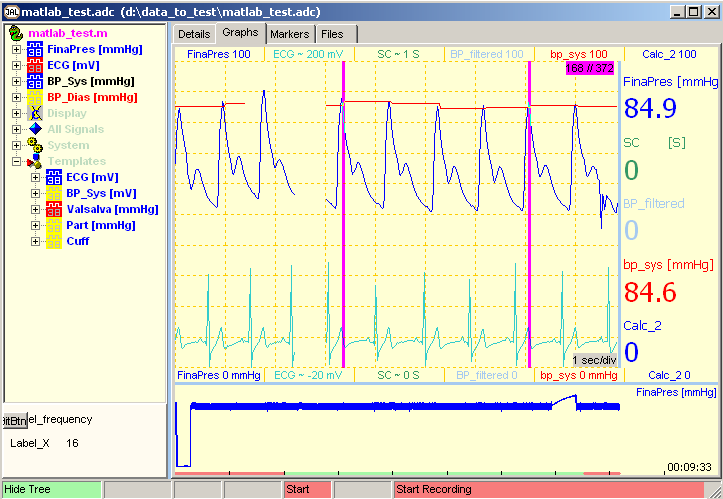 JAL matlab_test.adc (d:\data_to_test\matlab_test.adc)
matlab_test.m
FinaPres [mmHg]
ECG [mV]
BP_Sys [mmHg]
BP_Dias [mmHg]
Display
All Signals
System
Templates
ECG [mV]
BP_Sys [mV]
Valsalva [mmHg]
Part [mmHg]
Cuff
BitBtn el_frequency
Label_X 16
Details Graphs Markers Files
FinaPres 100 ECG ~ 200 mV SC ~ 1 S BP_filtered 100 bp_sys 100 Calc_2 100
168 // 372
FinaPres [mmHg
84.9
SC [S]
0
BP_filtered
0
bp_sys [mmHg]
84.6
Calc_2
0
1 sec/div
FinaPres 0 mmHg ECG ~ -20 mV SC ~ 0 S BP_filtered 0 bp_sys 0 mmHg Calc_2 0
FinaPres [mmHg]
00:09:33
Hide Tree Start Start Recording